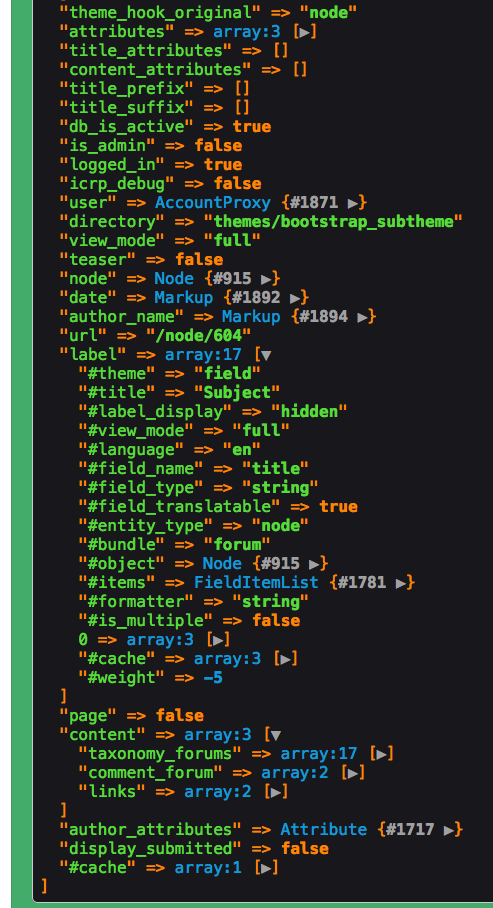 "theme_hook_original" => "node"
"attributes" => array:3 [▶]
"title_attributes" => []
"content_attributes" => []
"title_prefix" => []
"title_suffix" => []
"db_is_active" => true
"is_admin" => false
"logged_in" => true
"icrp_debug" => false
"user" => AccountProxy {#1871 ▶}
"directory" => "themes/bootstrap_subtheme"
"view_mode" => "full"
"teaser" => false
"node" => Node {#915 ▶}
"date" => Markup {#1892 ▶}
"author_name" => Markup {#1894 ▶}
"url" => "/node/604"
"label" => array:17 [▼
"#theme" => "field"
"#title" => "Subject"
"#label_display" => "hidden"
"#view_mode" => "full"
"#language" => "en"
"#field_name" => "title"
"#field_type" => "string"
"#field_translatable" => true
"#entity_type" => "node"
"#bundle" => "forum"
"#object" => Node {#915 ▶}
"#items" => FieldItemList {#1781 ▶}
"#formatter" => "string"
"#is_multiple" => false
0 => array:3 [▶]
"#cache" => array:3 [▶]
"#weight" => -5
]
"page" => false
"content" => array:3 [▼
"taxonomy_forums" => array:17 [▶]
"comment_forum" => array:2 [▶]
"links" => array:2 [▶]
]
"author_attributes" => Attribute {#1717 ▶}
"display_submitted" => false
"#cache" => array:1 [▶]
]